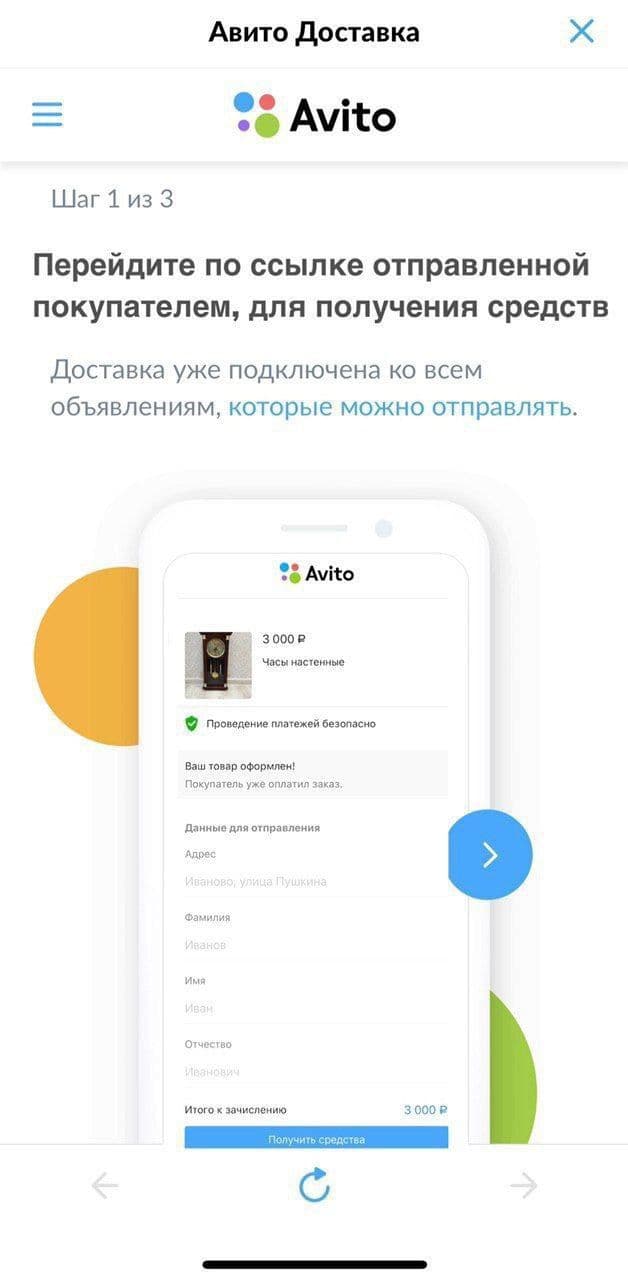 Авито Доставка
Avito
Шаг 1 из 3
Перейдите по ссылке отправленной
покупателем, для получения средств
Доставка уже подключена ко всем
объявлениям, которые можно отправлять.
Avito
3 000 ₽
Часы настенные
Проведение платежей безопасно
Ваш товар оформлен!
Покупатель уже оплатил заказ.
Данные для отправления
Адрес
Иваново, улица Пушкина
Фамилия
Иванов
Имя
Иван
Отчество
Иванович
Итого к зачислению 3 000 ₽
Получить средства